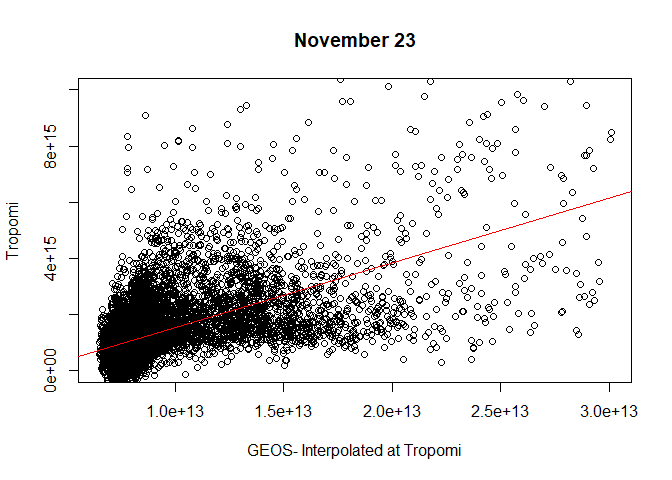 November 23
Tropomi
8e+15
4e+15
0e+00
1.0e+13 1.5e+13 2.0e+13 2.5e+13 3.0e+13
GEOS- Interpolated at Tropomi